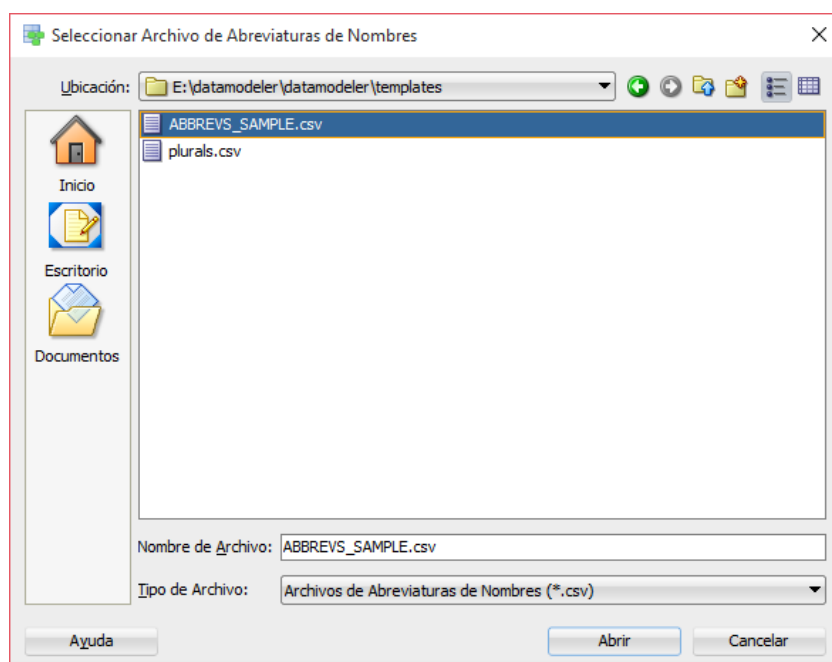 Seleccionar Archivo de Abreviaturas de Nombres
Ubicación: E:\datamodeler\datamodeler\templates
ABBREVS_SAMPLE.csv
plurals.csv
Inicio
Escritorio
Documentos
Nombre de Archivo: ABBREVS_SAMPLE.csv
Tipo de Archivo: Archivos de Abreviaturas de Nombres (*.csv)
Ayuda Abrir Cancelar